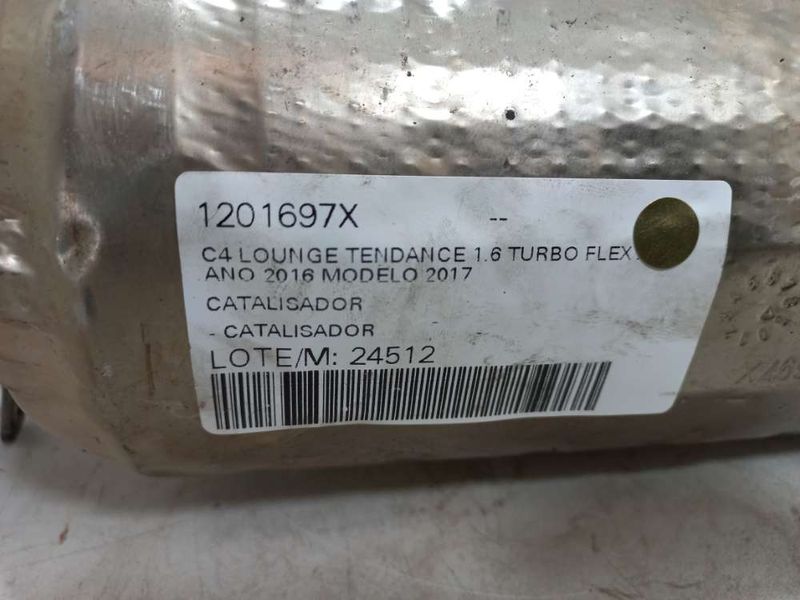 1201697X --
C4 LOUNGE TENDANCE 1.6 TURBO FLEX
ANO 2016 MODELO 2017
CATALISADOR
- CATALISADOR
LOTE/M: 24512